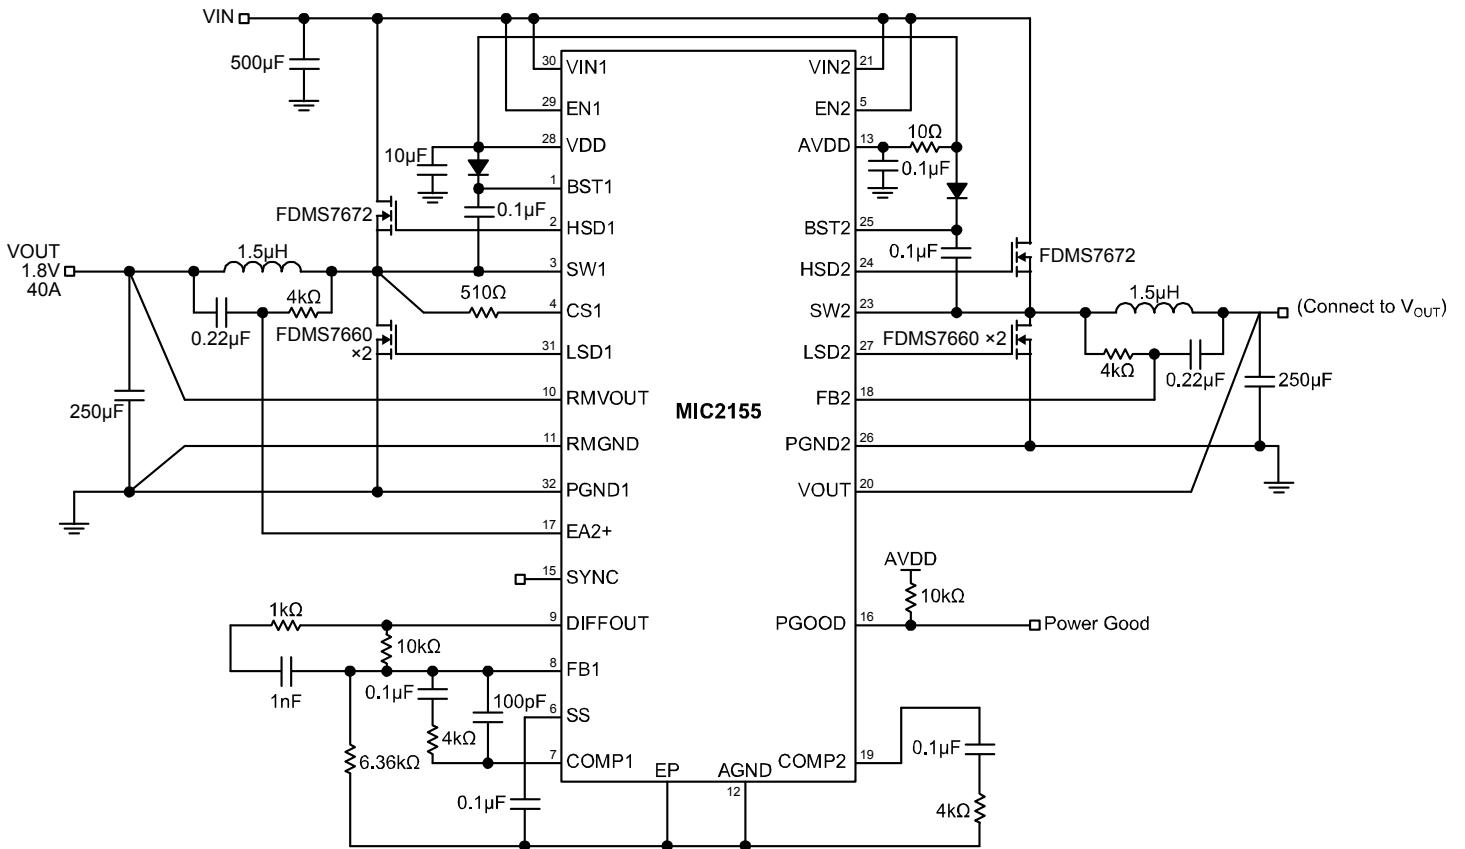 VIN
500µF
30
VIN1
VIN2
21
29
EN1
EN2
5
28
VDD
AVDD
13
10Ω
10µF
0.1µF
1
BST1
BST2
25
0.1µF
FDMS7672
2
HSD1
0.1µF
HSD2
24
FDMS7672
VOUT
1.8V
40A
1.5µH
3
SW1
SW2
23
1.5µH
(Connect to VOUT)
4kΩ
0.22µF
510Ω
4
CS1
FDMS7660
×2
31
LSD1
LSD2
27
FDMS7660 ×2
4kΩ
0.22µF
250µF
250µF
10
RMVOUT
MIC2155
FB2
18
11
RMGND
PGND2
26
32
PGND1
VOUT
20
17
EA2+
15
SYNC
AVDD
10kΩ
1kΩ
9
DIFFOUT
PGOOD
16
Power Good
10kΩ
8
FB1
1nF
0.1µF
100pF
6
SS
4kΩ
6.36kΩ
7
COMP1
EP
AGND
12
COMP2
19
0.1µF
0.1µF
4kΩ